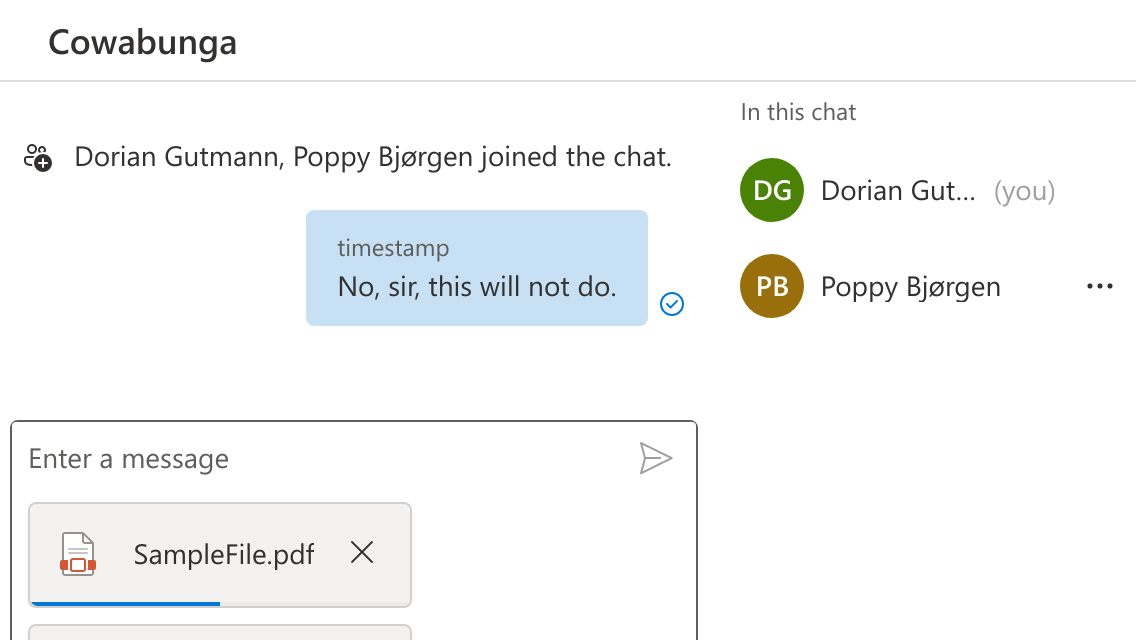 Cowabunga
In this chat
Dorian Gutmann, Poppy Bjørgen joined the chat.
DG Dorian Gut... (you)
timestamp
No, sir, this will not do.
PB Poppy Bjørgen
Enter a message
SampleFile.pdf